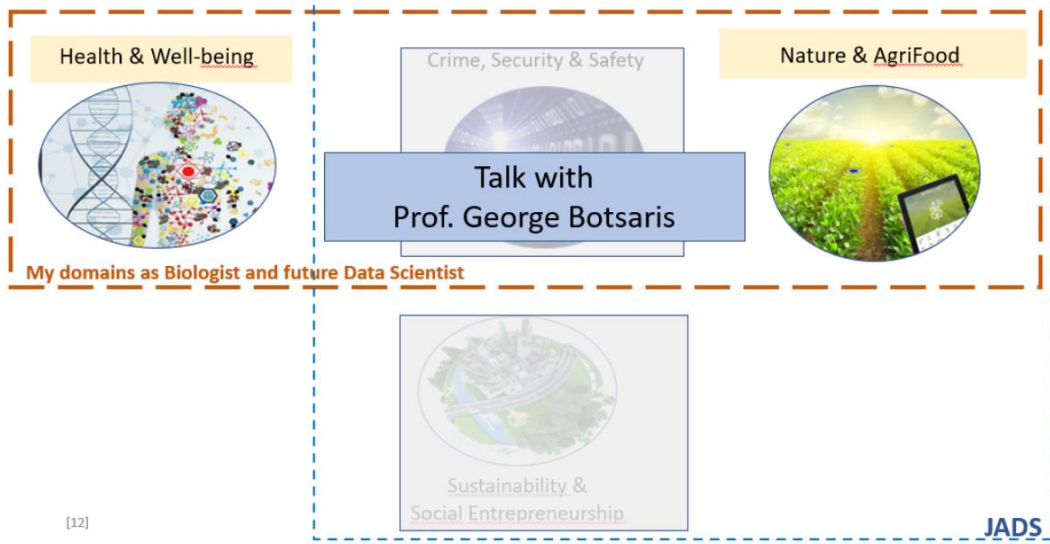 Health & Well-being
Crime, Security & Safety
Nature & AgriFood
Talk with
Prof. George Botsaris
My domains as Biologist and future Data Scientist
Sustainability &
Social Entrepreneurship
[12]
JADS